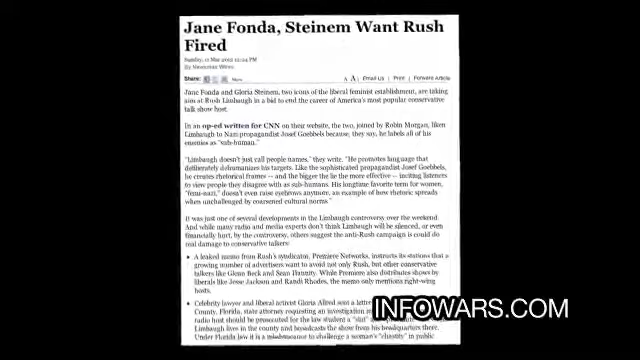 Jane Fonda, Steinem Want Rush
Fired
Sunday, 11 Mar 2012 10:24 PM
By Newsmax Wires
Share: More A A Email Us Print Forward Article
Jane Fonda and Gloria Steinem, two icons of the liberal feminist establishment, are taking
aim at Rush Limbaugh in a bid to end the career of America's most popular conservative
talk show host.
In an op-ed written for CNN on their website, the two, joined by Robin Morgan, liken
Limbaugh to Nazi propagandist Josef Goebbels because, they say, he labels all of his
enemies as "sub-human."
"Limbaugh doesn't just call people names," they write. "He promotes language that
deliberately dehumanizes his targets. Like the sophisticated propagandist Josef Goebbels,
he creates rhetorical frames -- and the bigger the lie the more effective -- inciting listeners
to view people they disagree with as sub-humans. His longtime favorite term for women,
"femi-nazi," doesn't even raise eyebrows anymore, an example of how rhetoric spreads
when unchallenged by coarsened cultural norms."
It was just one of several developments in the Limbaugh controversy over the weekend.
And while many radio and media experts don't think Limbaugh will be silenced, or even
financially hurt, by the controversy, others suggest the anti-Rush campaign is could do
real damage to conservative talkers:
• A leaked memo from Rush's syndicator, Premiere Networks, instructs its stations that a
growing number of advertisers want to avoid not only Rush, but other conservative
talkers like Glenn Beck and Sean Hannity. While Premiere also distributes shows by
liberals like Jesse Jackson and Randi Rhodes, the memo only mentions right-wing
hosts.
• Celebrity lawyer and liberal activist Gloria Allred sent a letter
County, Florida, state attorney requesting an investigation
radio host should be prosecuted for calling the law student a "slut"
Limbaugh lives in the county and broadcasts the show from his headquarters there.
Under Florida law it is a misdemeanor to challenge a woman's "chastity" in public
INFOWARS.COM